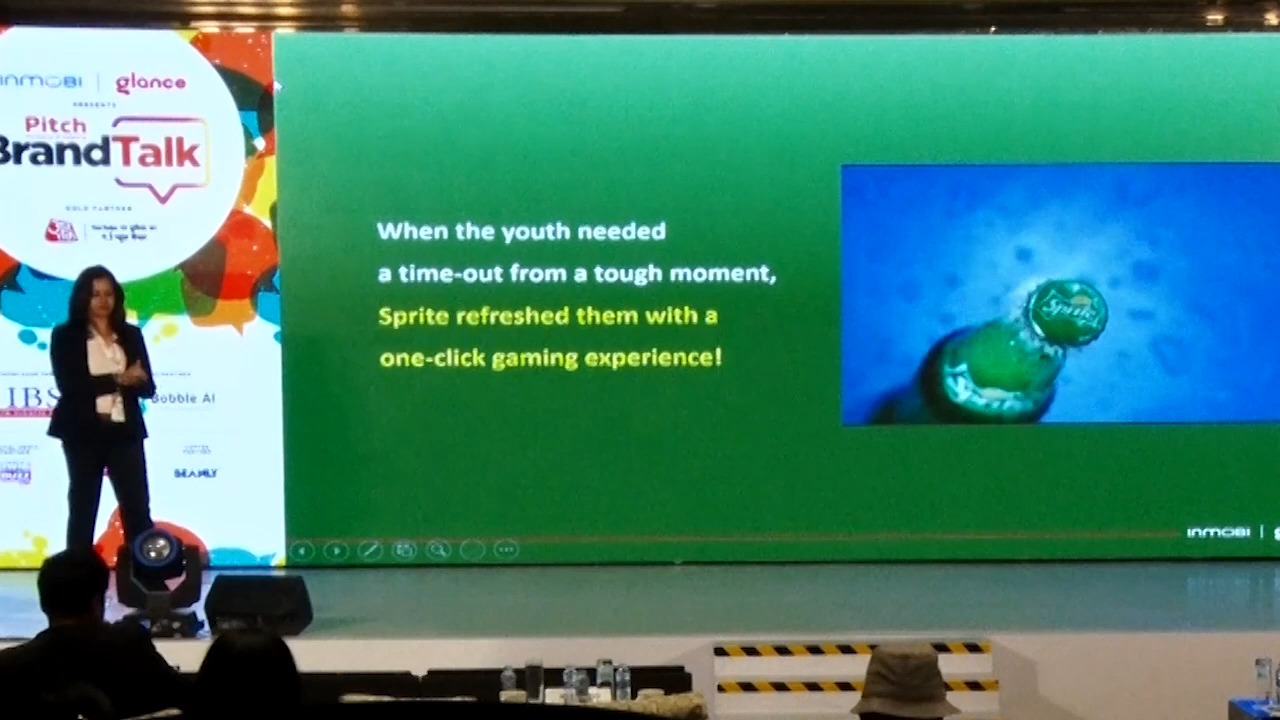 INMOBI | glance
PRESENTS
Pitch
BrandTalk
GOLD PARTNER
When the youth needed
a time-out from a tough moment,
Sprite refreshed them with a
one-click gaming experience!
Sprite
IBS
Bobble AI
BEANLY
INMOBI |